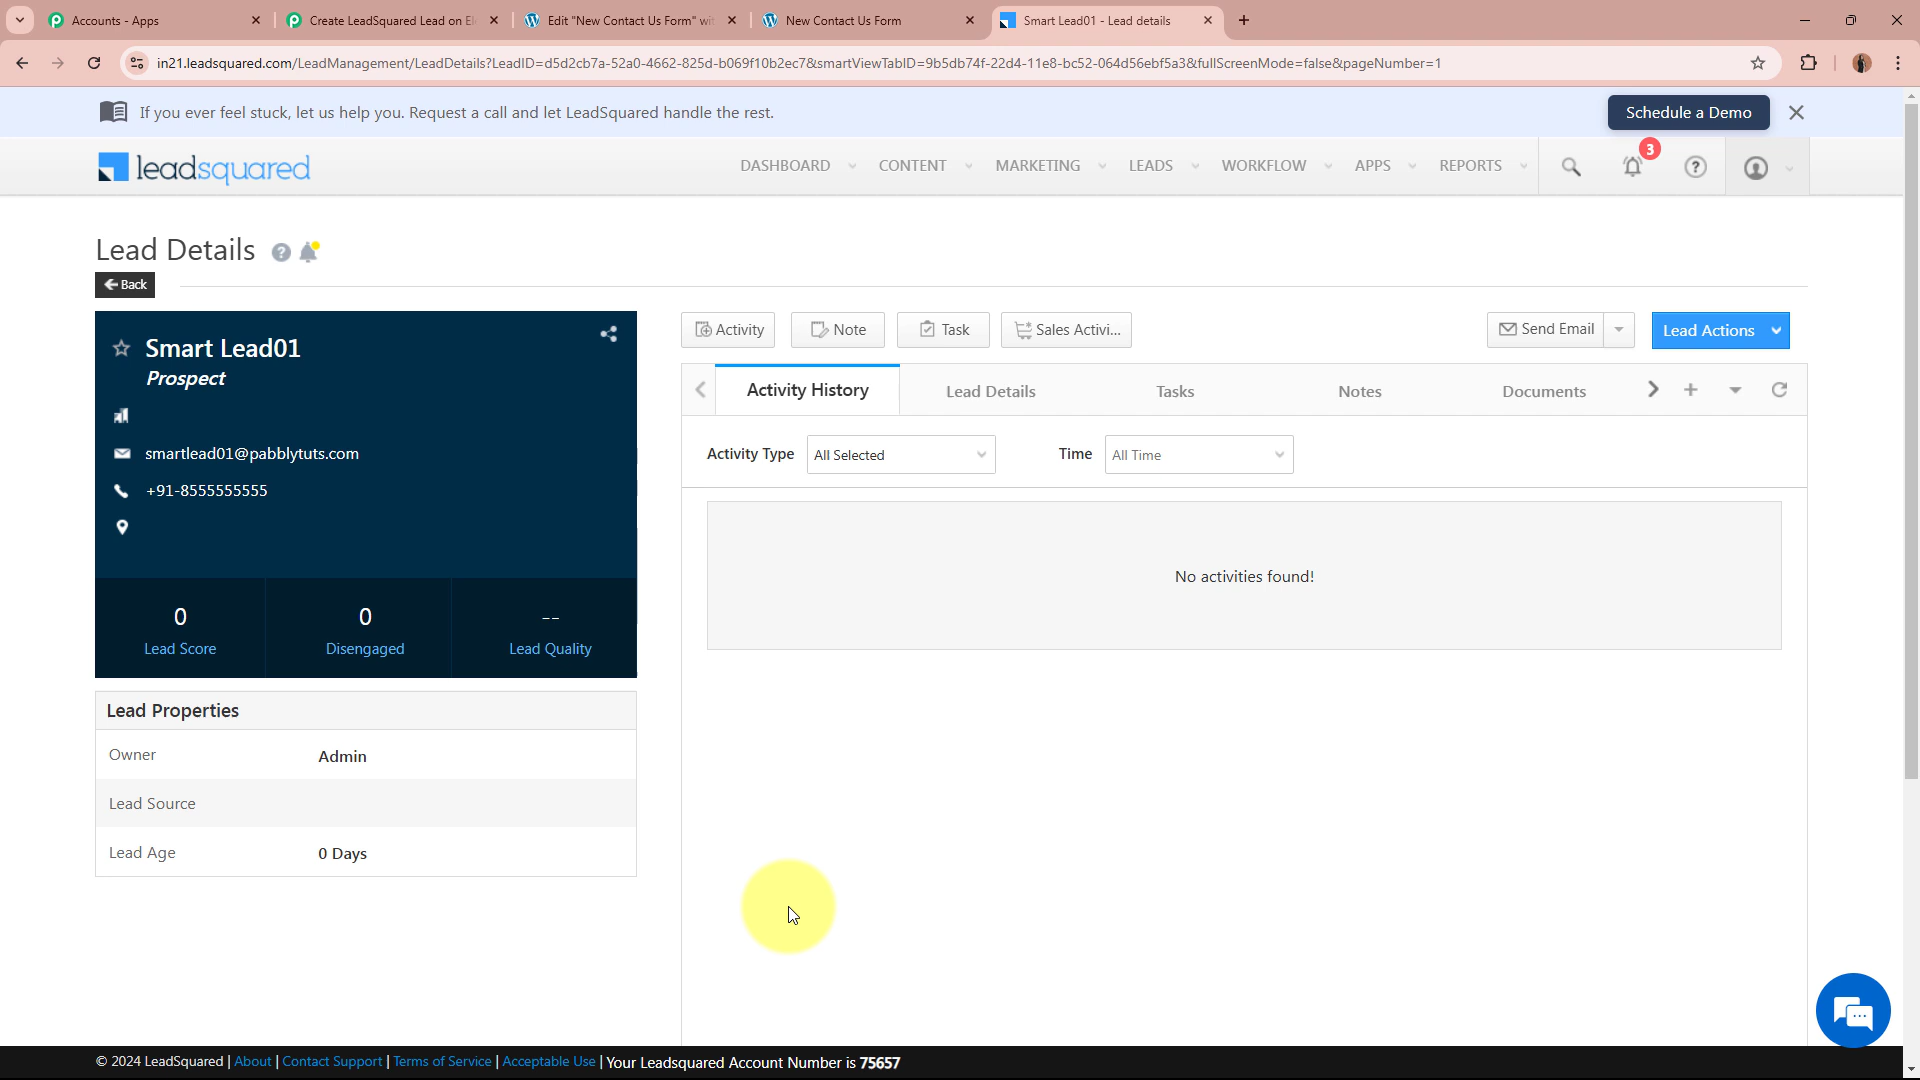 Accounts - Apps
Create LeadSquared Lead on El
Edit "New Contact Us Form" wit
New Contact Us Form
Smart Lead01 - Lead details
in21.leadsquared.com/LeadManagement/LeadDetails?LeadID=d5d2cb7a-52a0-4662-825d-b069f10b2ec7&smartViewTabID=9b5db74f-22d4-11e8-bc52-064d56ebf5a3&fullScreenMode=false&pageNumber=1
If you ever feel stuck, let us help you. Request a call and let LeadSquared handle the rest.
Schedule a Demo
leadsquared
DASHBOARD
CONTENT
MARKETING
LEADS
WORKFLOW
APPS
REPORTS
3
Lead Details
Back
Smart Lead01
Prospect
smartlead01@pabblytuts.com
+91-8555555555
0
Lead Score
0
Disengaged
--
Lead Quality
Lead Properties
Owner Admin
Lead Source
Lead Age 0 Days
Activity
Note
Task
Sales Activi...
Send Email
Lead Actions
Activity History
Lead Details
Tasks
Notes
Documents
Activity Type All Selected
Time All Time
No activities found!
© 2024 LeadSquared | About | Contact Support | Terms of Service | Acceptable Use | Your Leadsquared Account Number is 75657